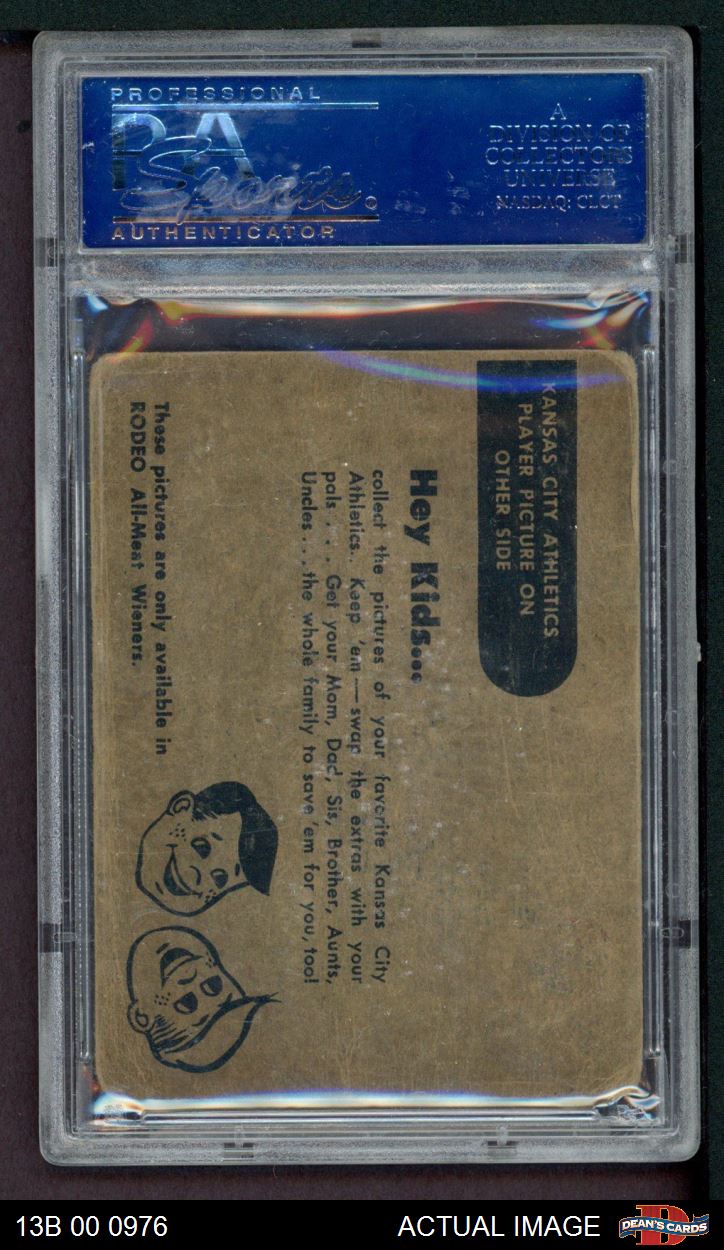 PROFESSIONAL
PSA
Sports
AUTHENTICATOR
A
DIVISION OF
COLLECTORS
UNIVERSE
NASDAQ: CLCT
KANSAS CITY ATHLETICS
PLAYER PICTURE ON
OTHER SIDE
Hey Kids...
collect the pictures of your favorite Kansas City
Athletics.. Keep 'em — swap the extras with your
pals . . . Get your Mom, Dad, Sis, Brother, Aunts,
Uncles . . . the whole family to save 'em for you, too!
These pictures are only available in
RODEO All-Meat Wieners.
13B 00 0976
ACTUAL IMAGE
D
DEAN'S CARDS